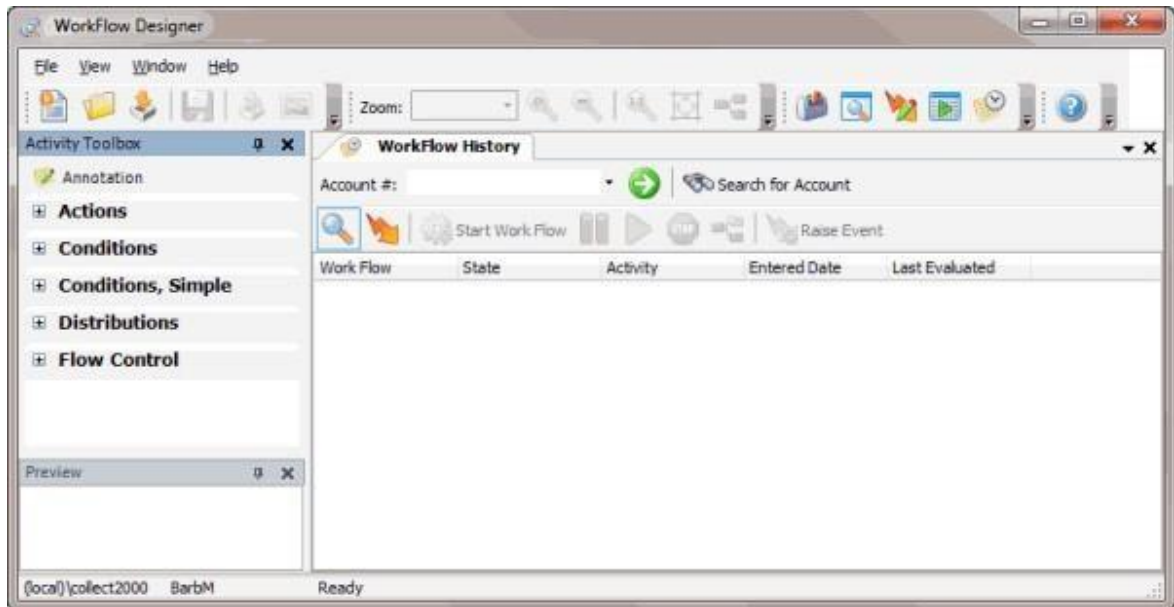 WorkFlow Designer
File View Window Help
Zoom:
Activity Toolbox
WorkFlow History
Annotation
Account #:
Search for Account
Actions
Start Work Flow
Raise Event
Conditions
Work Flow State Activity Entered Date Last Evaluated
Conditions, Simple
Distributions
Flow Control
Preview
(local)\collect2000 BarbM Ready